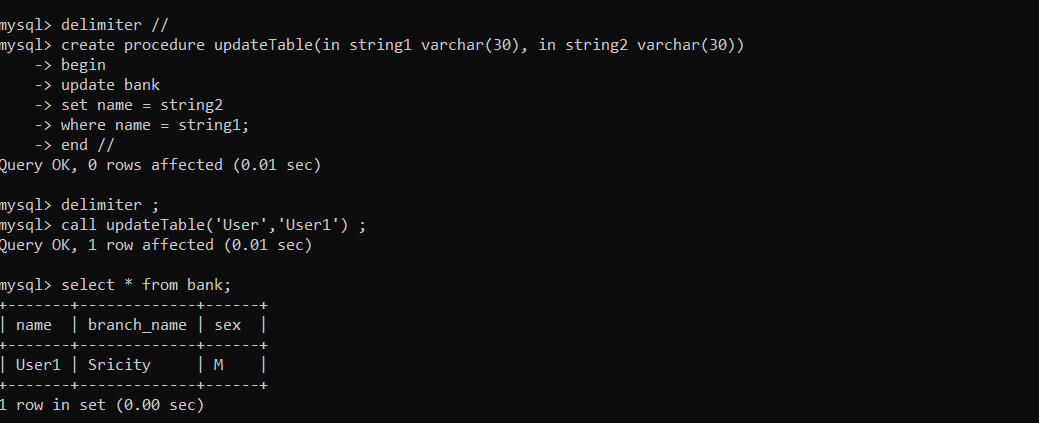 mysql> delimiter //
mysql> create procedure updateTable(in string1 varchar(30), in string2 varchar(30))
    -> begin
    -> update bank
    -> set name = string2
    -> where name = string1;
    -> end //
Query OK, 0 rows affected (0.01 sec)

mysql> delimiter ;
mysql> call updateTable('User','User1') ;
Query OK, 1 row affected (0.01 sec)

mysql> select * from bank;
+-------+-------------+------+
| name  | branch_name | sex  |
+-------+-------------+------+
| User1 | Sricity     | M    |
+-------+-------------+------+
1 row in set (0.00 sec)